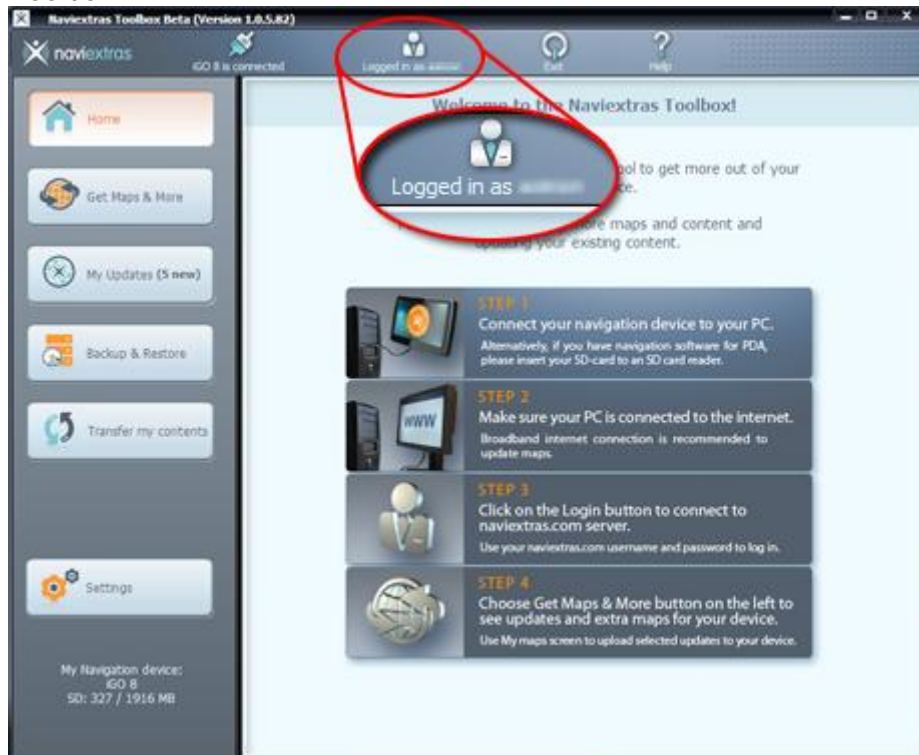 Naviextras Toolbox Beta (Version 1.0.5.82)
naviextras
iGO 8 is connected
Logged in as
Exit
Help
Home
Get Maps & More
My Updates (5 new)
Backup & Restore
Transfer my contents
Settings
My Navigation device:
iGO 8
SD: 327 / 1916 MB
Welcome to the Naviextras Toolbox!
Logged in as
ool to get more out of your
ce.
more maps and content and
updating your existing content.
STEP 1
Connect your navigation device to your PC.
Alternatively, if you have navigation software for PDA,
please insert your SD-card to an SD card reader.
WWW
STEP 2
Make sure your PC is connected to the internet.
Broadband internet connection is recommended to
update maps.
STEP 3
Click on the Login button to connect to
naviextras.com server.
Use your naviextras.com username and password to log in.
STEP 4
Choose Get Maps & More button on the left to
see updates and extra maps for your device.
Use My maps screen to upload selected updates to your device.